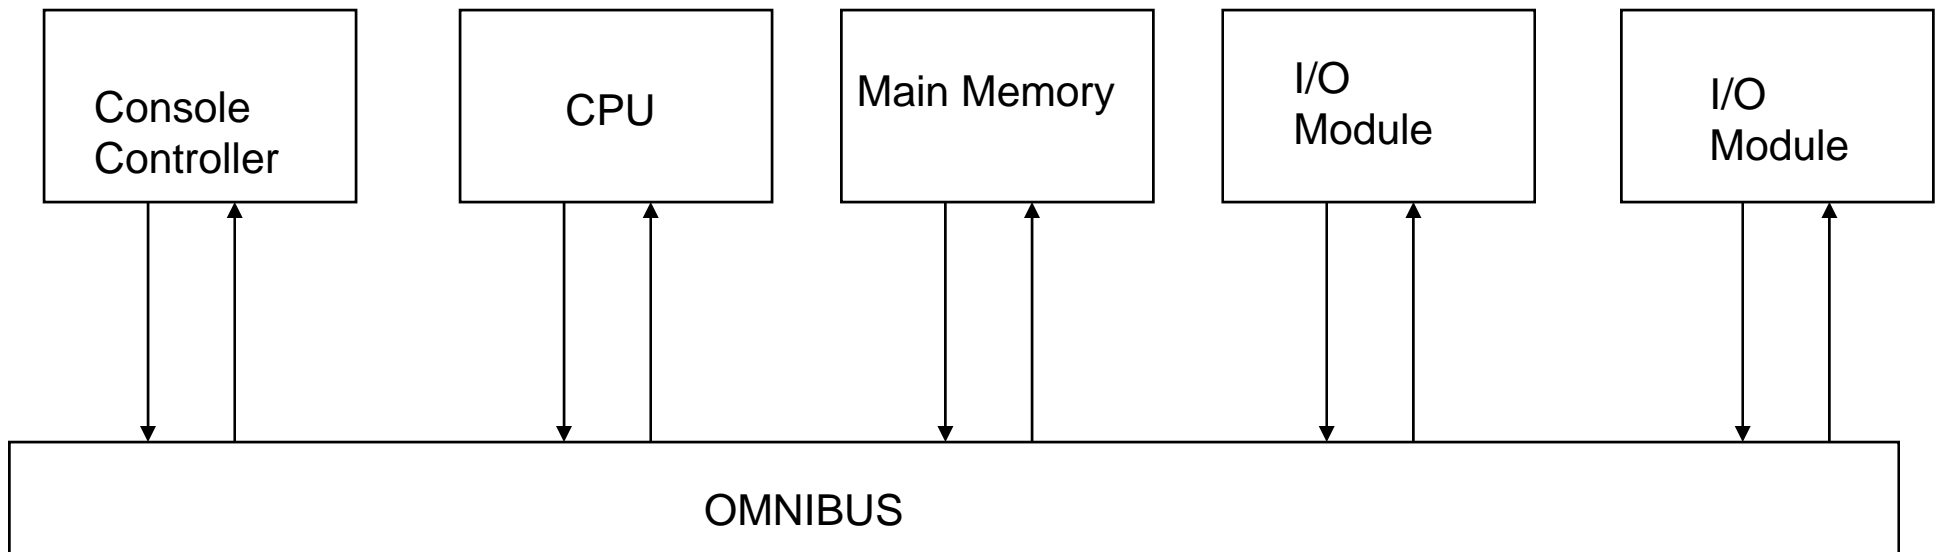 Console
Controller
CPU
Main Memory
I/O
Module
I/O
Module
OMNIBUS